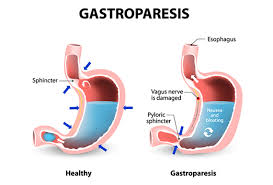 GASTROPARESIS
Sphincter
Healthy
Esophagus
Vagus nerve
is damaged
Pyloric
sphincter
Nausea
and
bloating
Gastroparesis